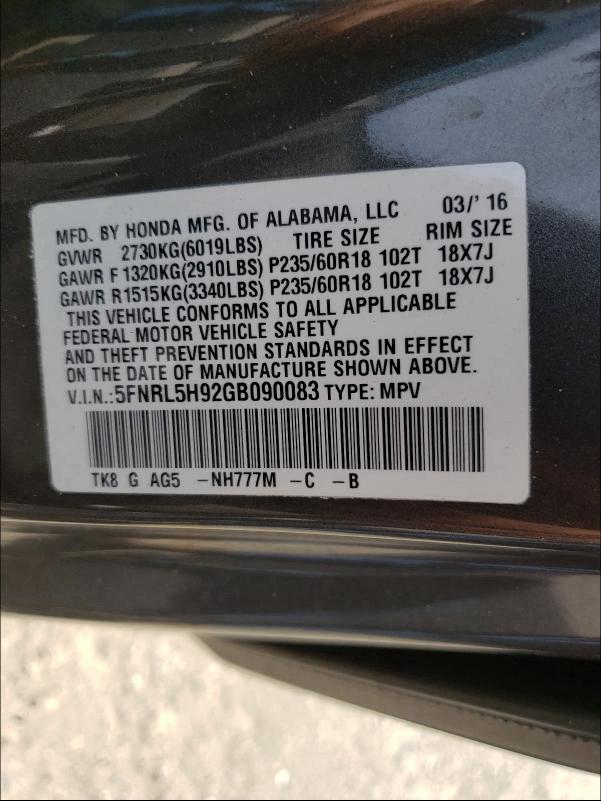 MFD. BY HONDA MFG. OF ALABAMA, LLC 03/' 16
GVWR 2730KG(6019LBS) TIRE SIZE RIM SIZE
GAWR F 1320KG(2910LBS) P235/60R18 102T 18X7J
GAWR R1515KG(3340LBS) P235/60R18 102T 18X7J
THIS VEHICLE CONFORMS TO ALL APPLICABLE
FEDERAL MOTOR VEHICLE SAFETY
AND THEFT PREVENTION STANDARDS IN EFFECT
ON THE DATE OF MANUFACTURE SHOWN ABOVE.
V.I.N.:5FNRL5H92GB090083 TYPE: MPV
TK8 G AG5 -NH777M -C -B